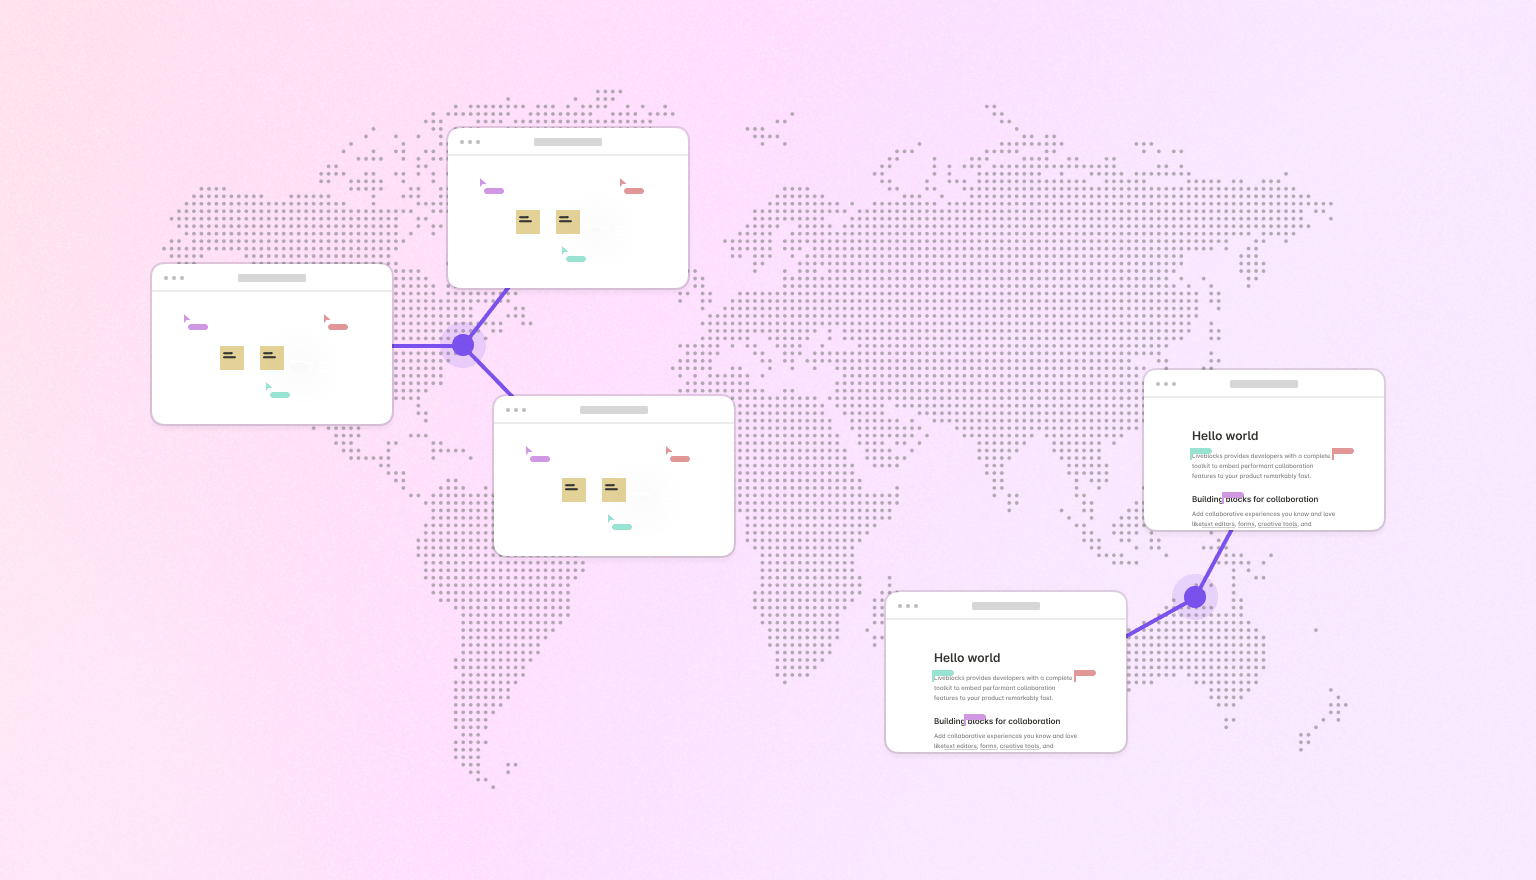 Hello world
Liveblocks provides developers with a complete
toolkit to embed performant collaboration
features to your product remarkably fast.
Building blocks for collaboration
Add collaborative experiences you know and love
liketext editors, forms, creative tools, and
Hello world
Liveblocks provides developers with a complete
toolkit to embed performant collaboration
features to your product remarkably fast.
Building blocks for collaboration
Add collaborative experiences you know and love
liketext editors, forms, creative tools, and